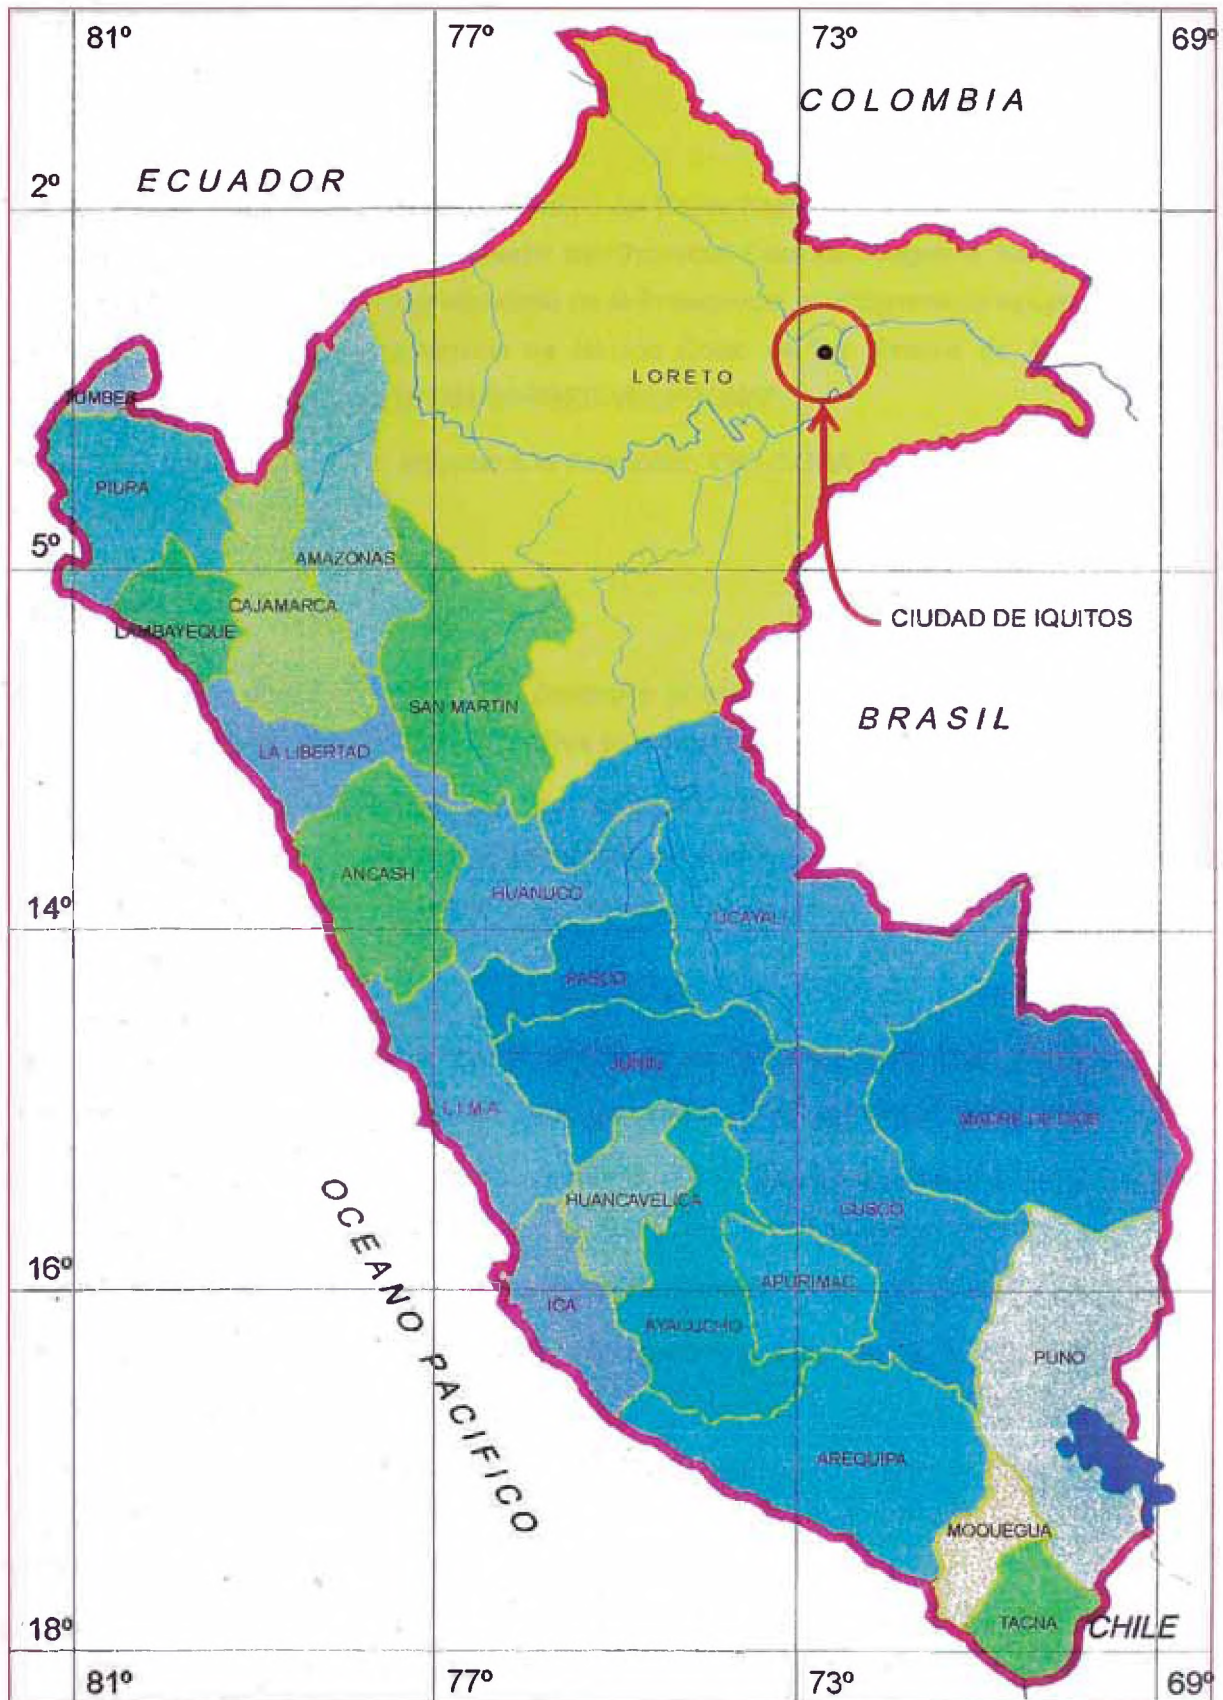 81º
77º
73º
69º
COLOMBIA
ECUADOR
2º
LORETO
TUMBES
PIURA
5º
AMAZONAS
CAJAMARCA
LAMBAYEQUE
CIUDAD DE IQUITOS
SAN MARTIN
BRASIL
LA LIBERTAD
ANCASH
HUANUCO
14º
UCAYALI
PASCO
JUNIN
LIMA
MADRE DE DIOS
HUANCAVELICA
CUSCO
OCEANO PACIFICO
16º
APURIMAC
ICA
AYACUCHO
PUNO
AREQUIPA
MOQUEGUA
TACNA
CHILE
18º
81º
77º
73º
69º